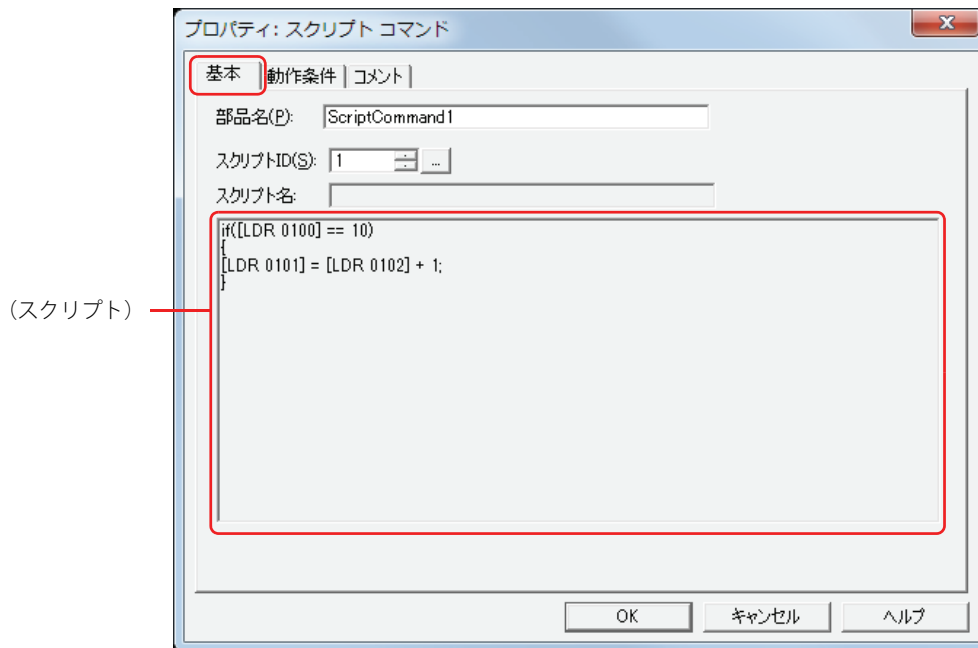 プロパティ: スクリプト コマンド
基本 動作条件 コメント
部品名(P): ScriptCommand1
スクリプトID(S): 1 ...
スクリプト名:
if([LDR 0100] == 10)
{
[LDR 0101] = [LDR 0102] + 1;
}
（スクリプト）
OK キャンセル ヘルプ